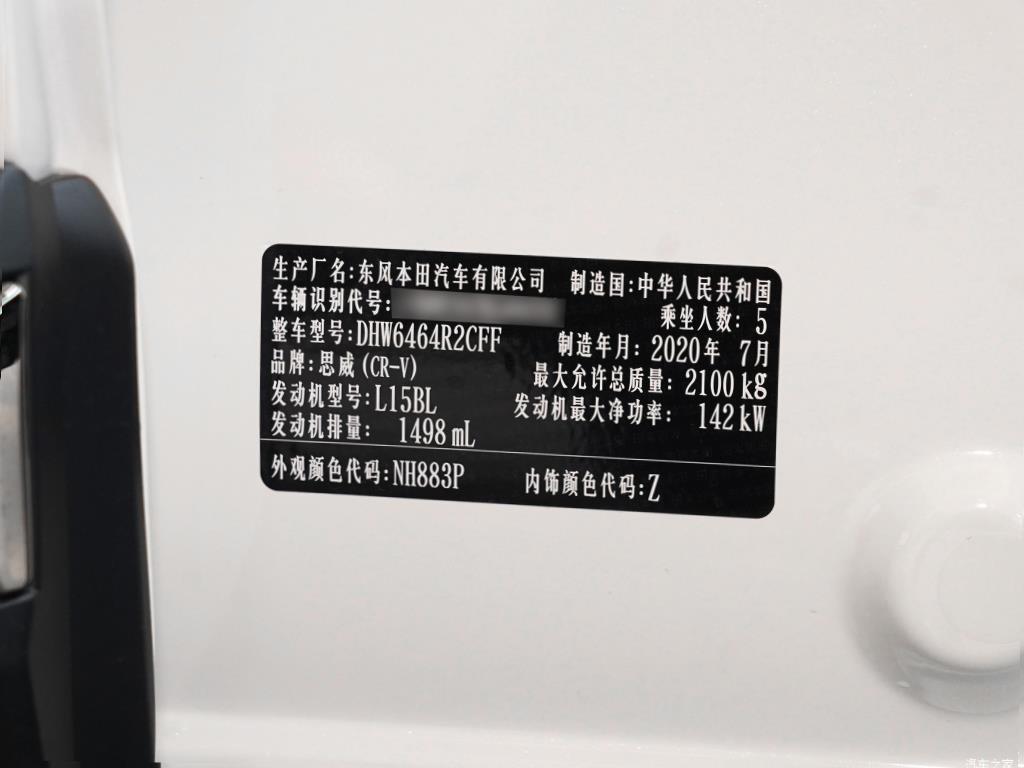 生产厂名:东风本田汽车有限公司 制造国:中华人民共和国
车辆识别代号: 乘坐人数: 5
整车型号:DHW6464R2CFF 制造年月: 2020年 7月
品牌:思威(CR-V) 最大允许总质量: 2100 kg
发动机型号:L15BL 发动机最大净功率: 142 kW
发动机排量: 1498 mL
外观颜色代码:NH883P 内饰颜色代码:Z
汽车之家